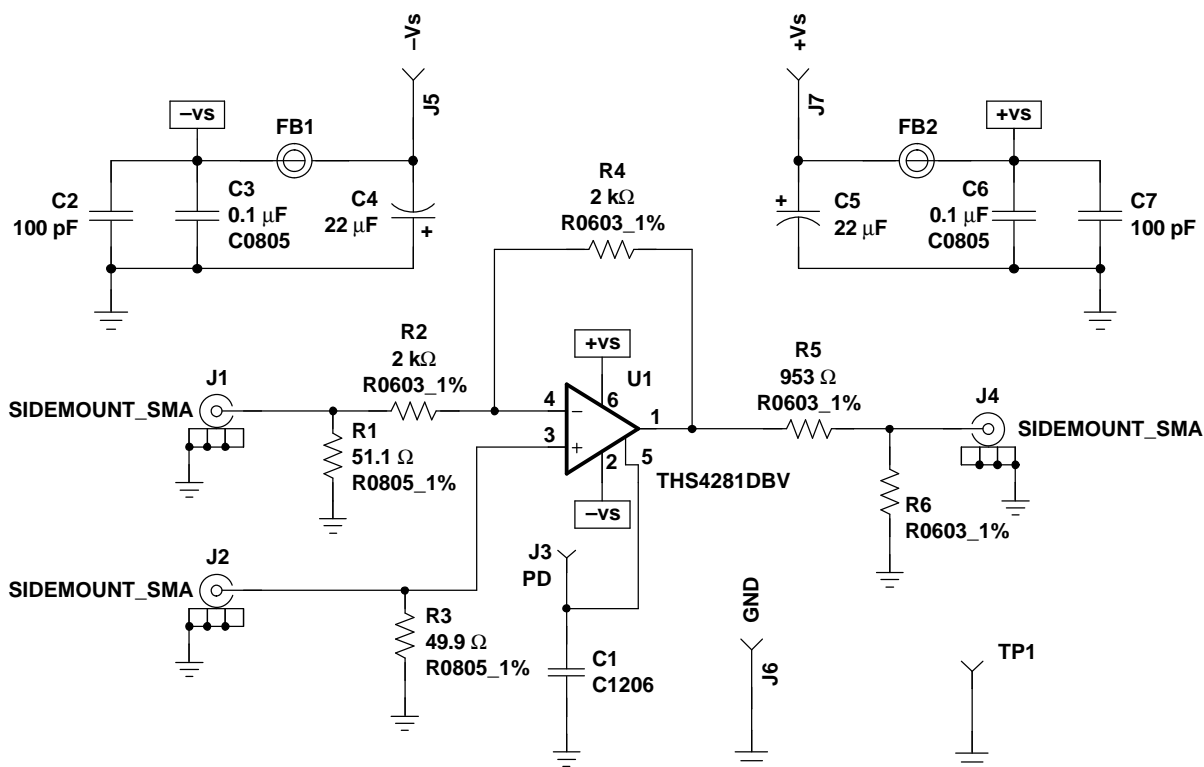 –Vs
J5
–vs
FB1
C2
100 pF
C3
0.1 μF
C0805
C4
22 μF
+
+Vs
J7
FB2
+vs
+
C5
22 μF
C6
0.1 μF
C0805
C7
100 pF
R4
2 kΩ
R0603_1%
R2
2 kΩ
R0603_1%
J1
SIDEMOUNT_SMA
R1
51.1 Ω
R0805_1%
+vs
U1
4
–
6
1
3
+
2
5
–vs
THS4281DBV
R5
953 Ω
R0603_1%
J4
SIDEMOUNT_SMA
R6
R0603_1%
J2
SIDEMOUNT_SMA
R3
49.9 Ω
R0805_1%
J3
PD
C1
C1206
GND
J6
TP1